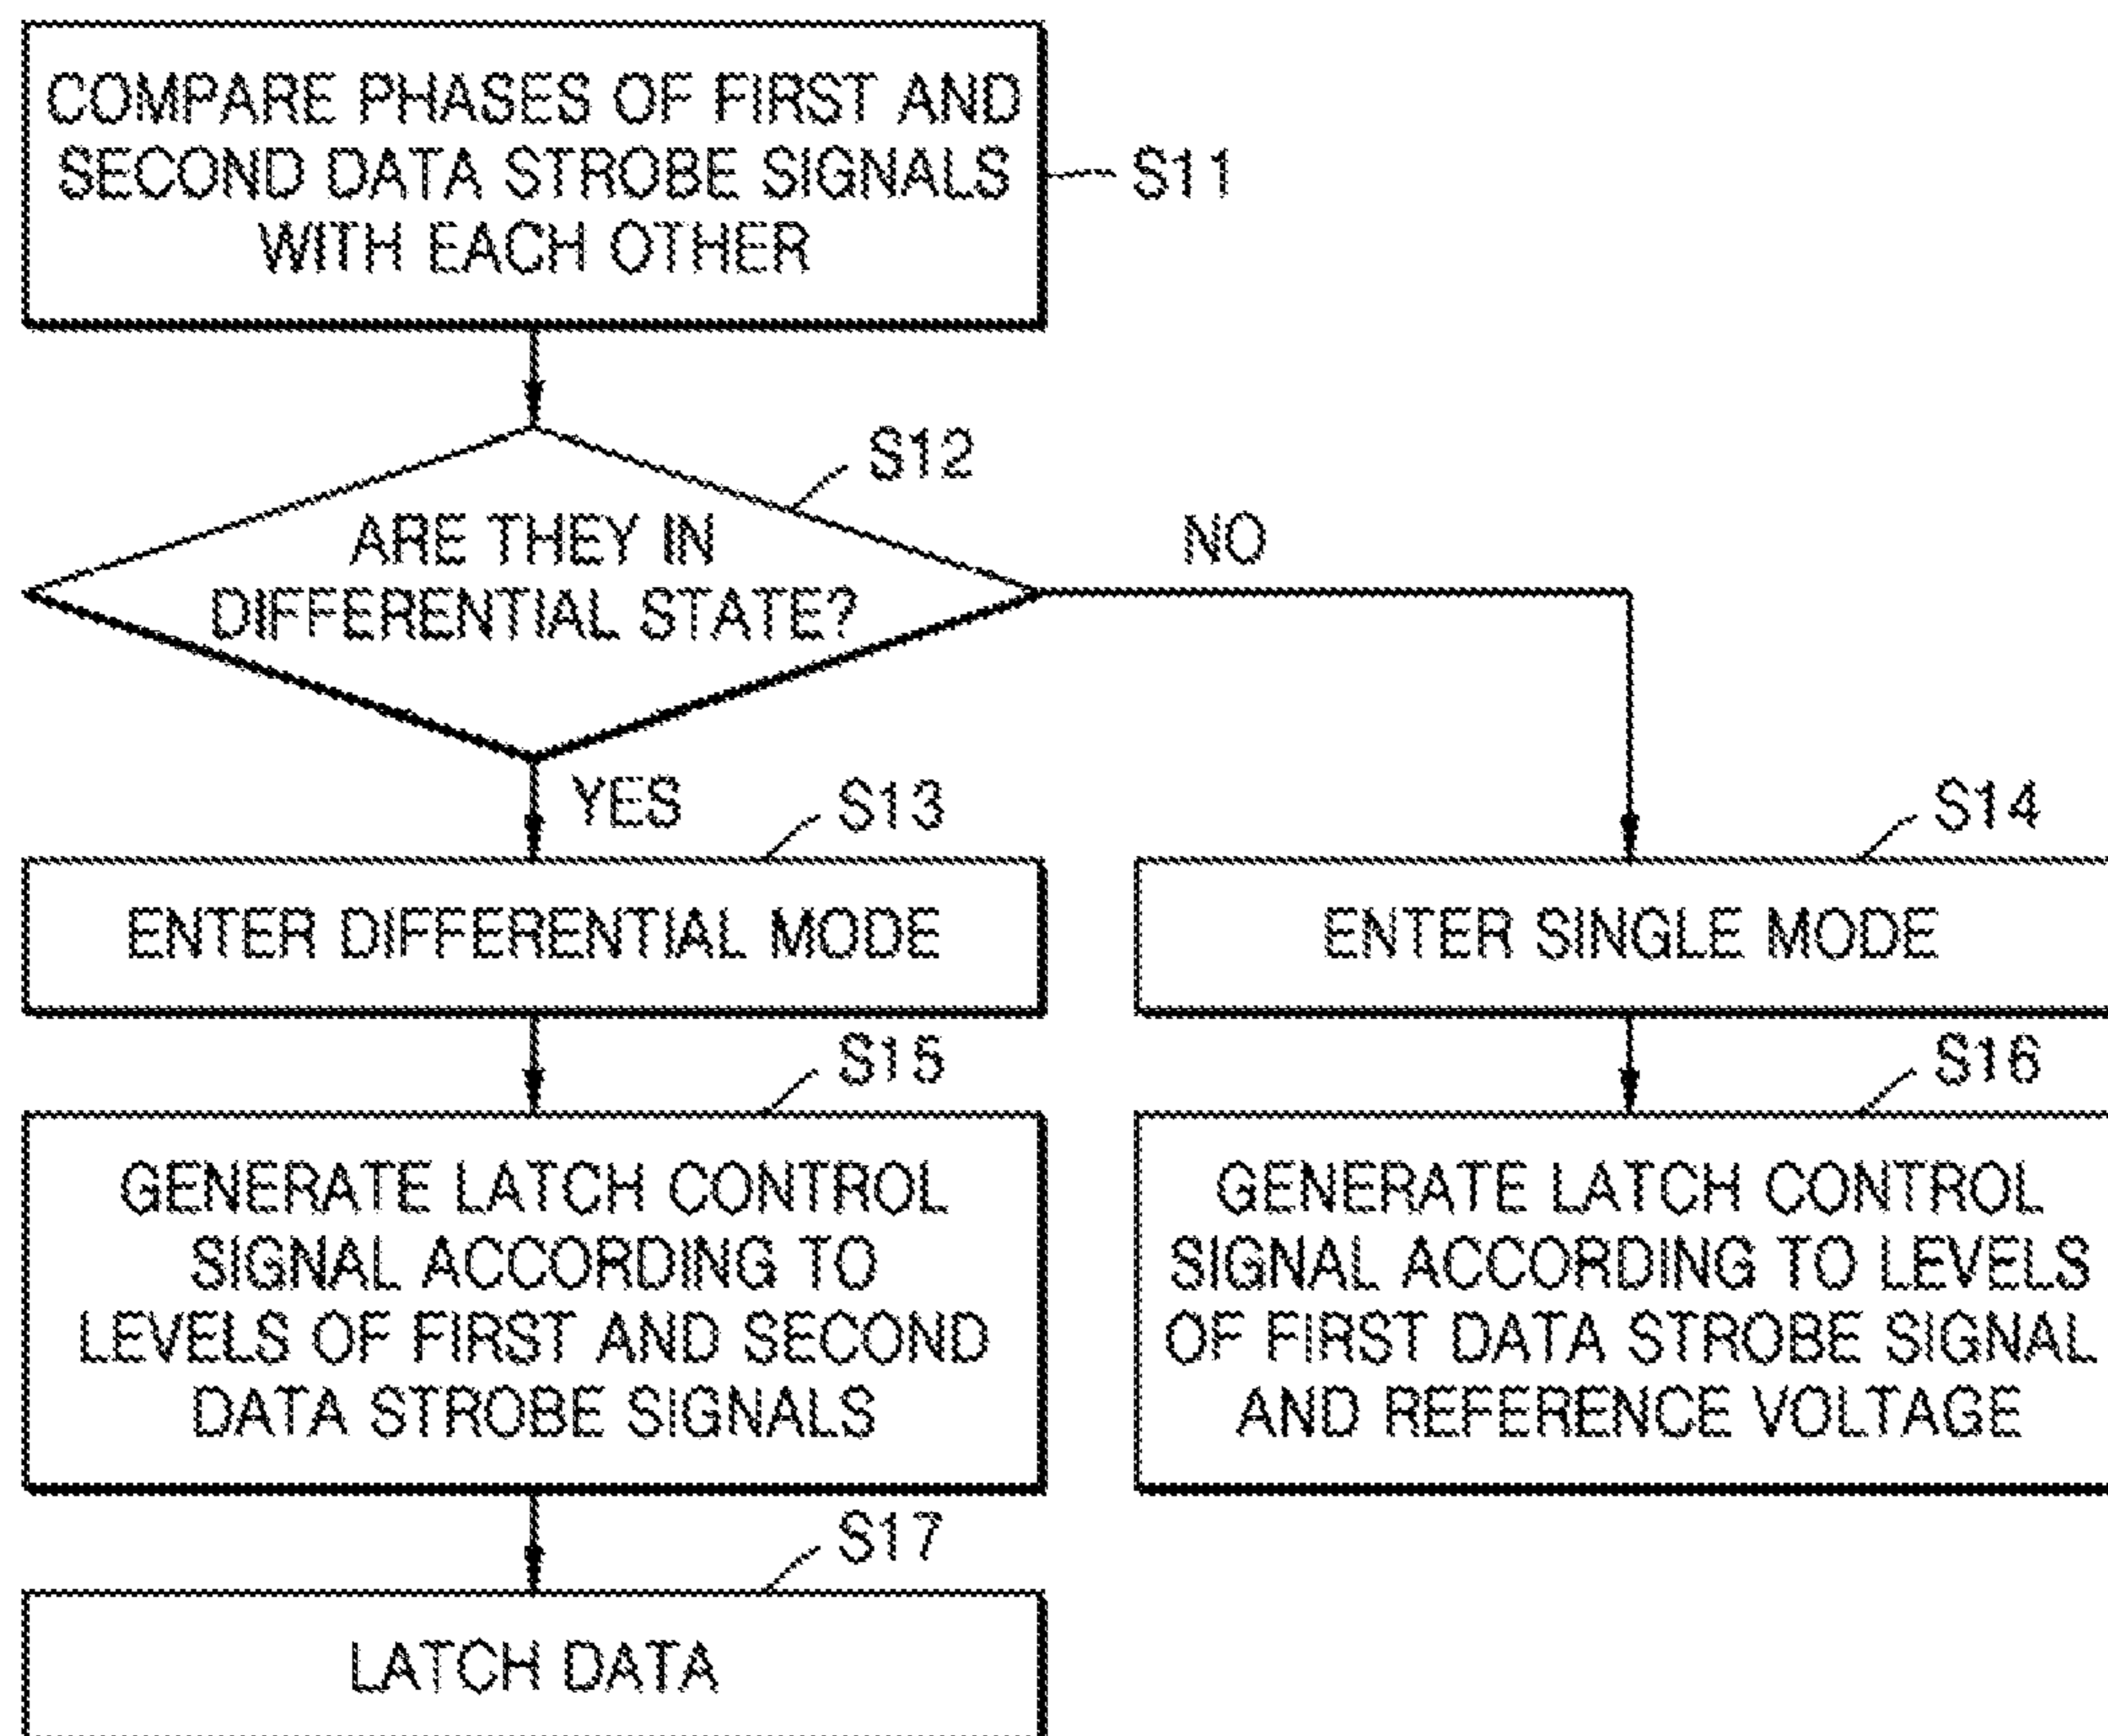 COMPARE PHASES OF FIRST AND
SECOND DATA STROBE SIGNALS
WITH EACH OTHER
S11
S12
ARE THEY IN
DIFFERENTIAL STATE?
NO
YES
S13
S14
ENTER DIFFERENTIAL MODE
ENTER SINGLE MODE
S15
S16
GENERATE LATCH CONTROL
SIGNAL ACCORDING TO
LEVELS OF FIRST AND SECOND
DATA STROBE SIGNALS
GENERATE LATCH CONTROL
SIGNAL ACCORDING TO LEVELS
OF FIRST DATA STROBE SIGNAL
AND REFERENCE VOLTAGE
S17
LATCH DATA